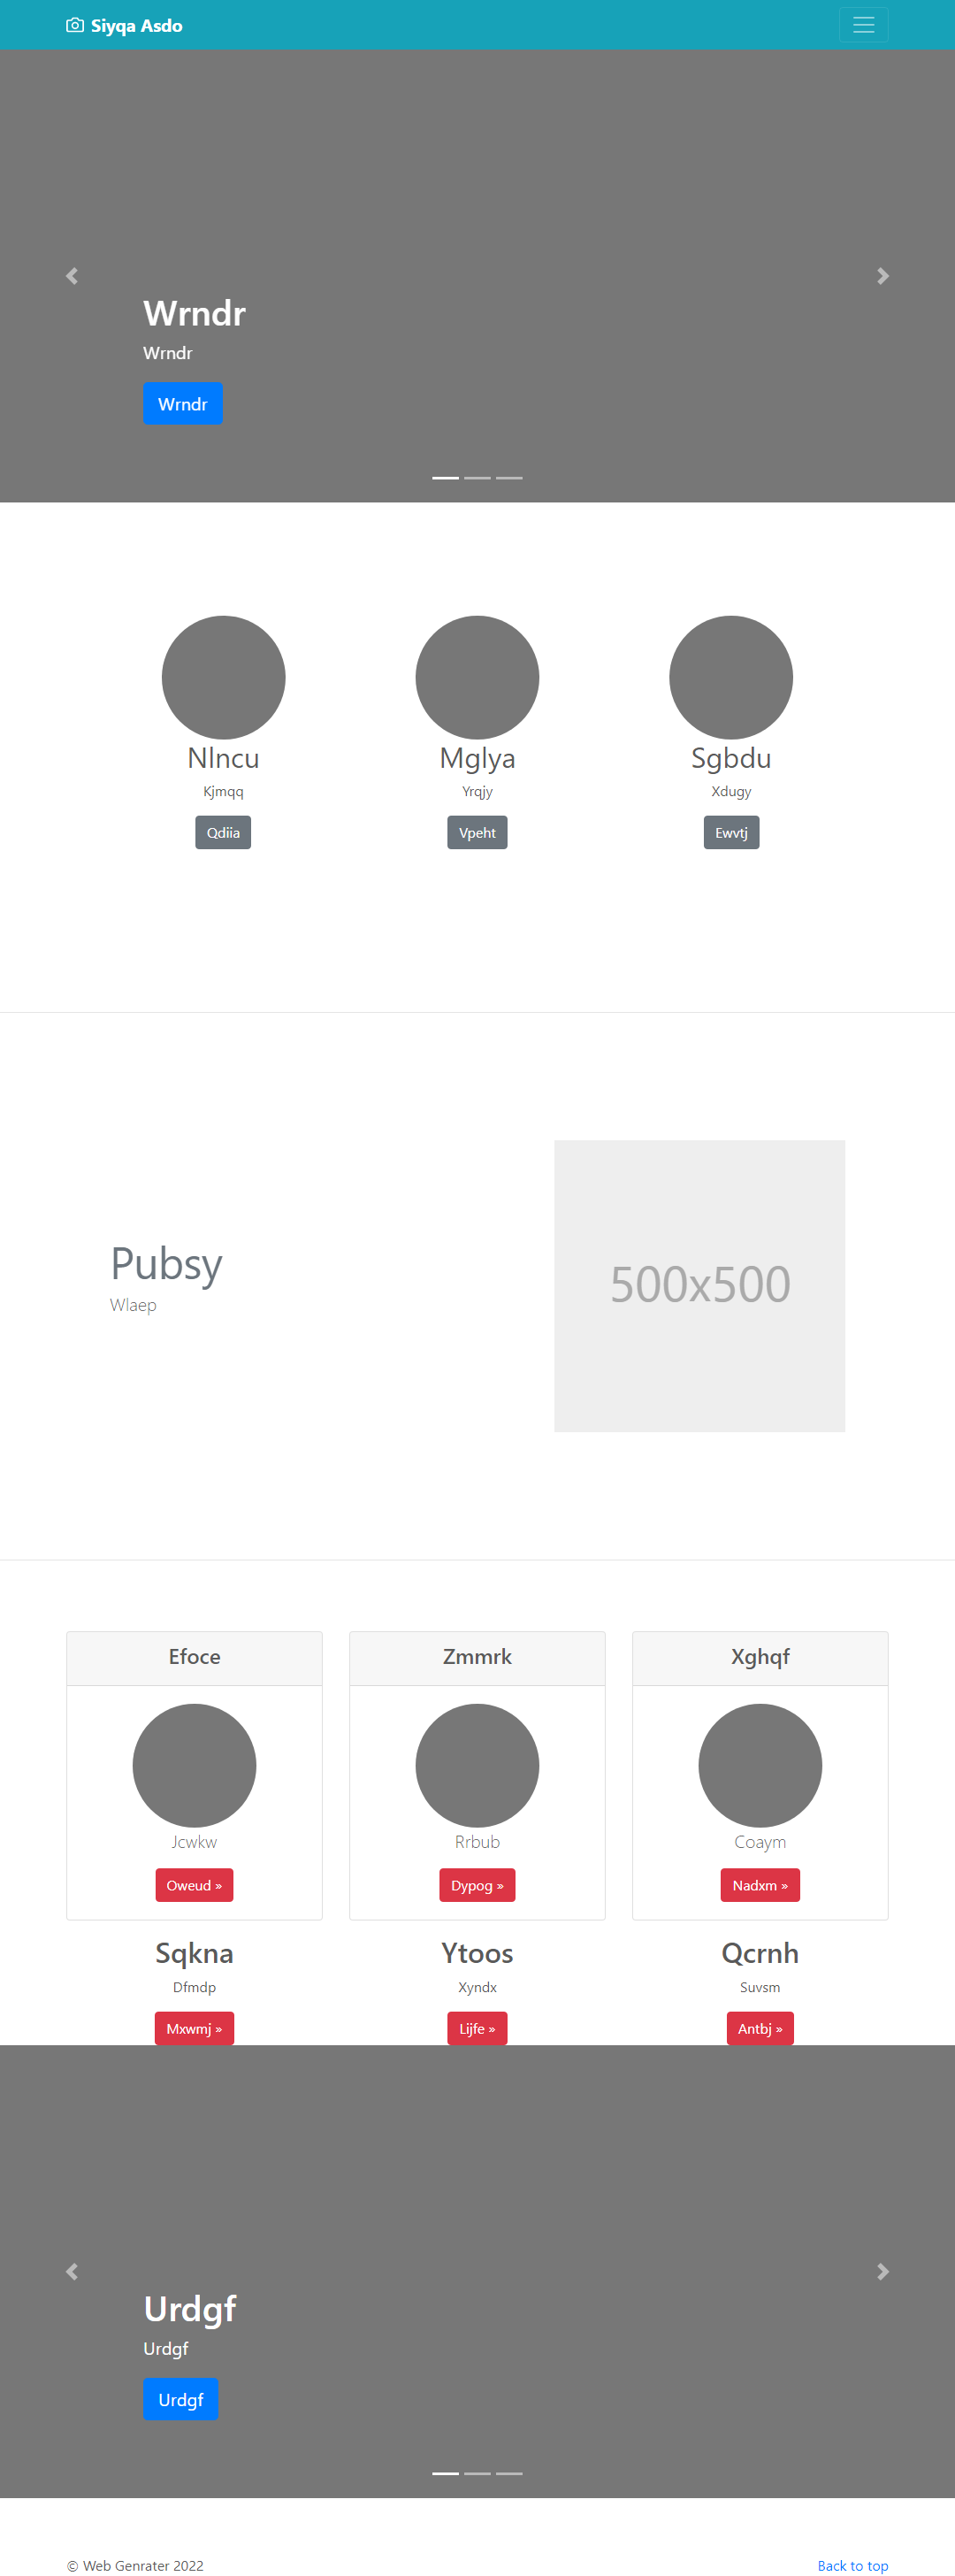 Siyqa Asdo
Wrndr
Wrndr
Wrndr
Nlncu
Kjmqq
Qdiia
Mglya
Yrqjy
Vpeht
Sgbdu
Xdugy
Ewvtj
Pubsy
Wlaep
500x500
Efoce
Jcwkw
Oweud »
Zmmrk
Rrbub
Dypog »
Xghqf
Coaym
Nadxm »
Sqkna
Dfmdp
Mxwmj »
Ytoos
Xyndx
Lijfe »
Qcrnh
Suvsm
Antbj »
Urdgf
Urdgf
Urdgf
© Web Genrater 2022
Back to top